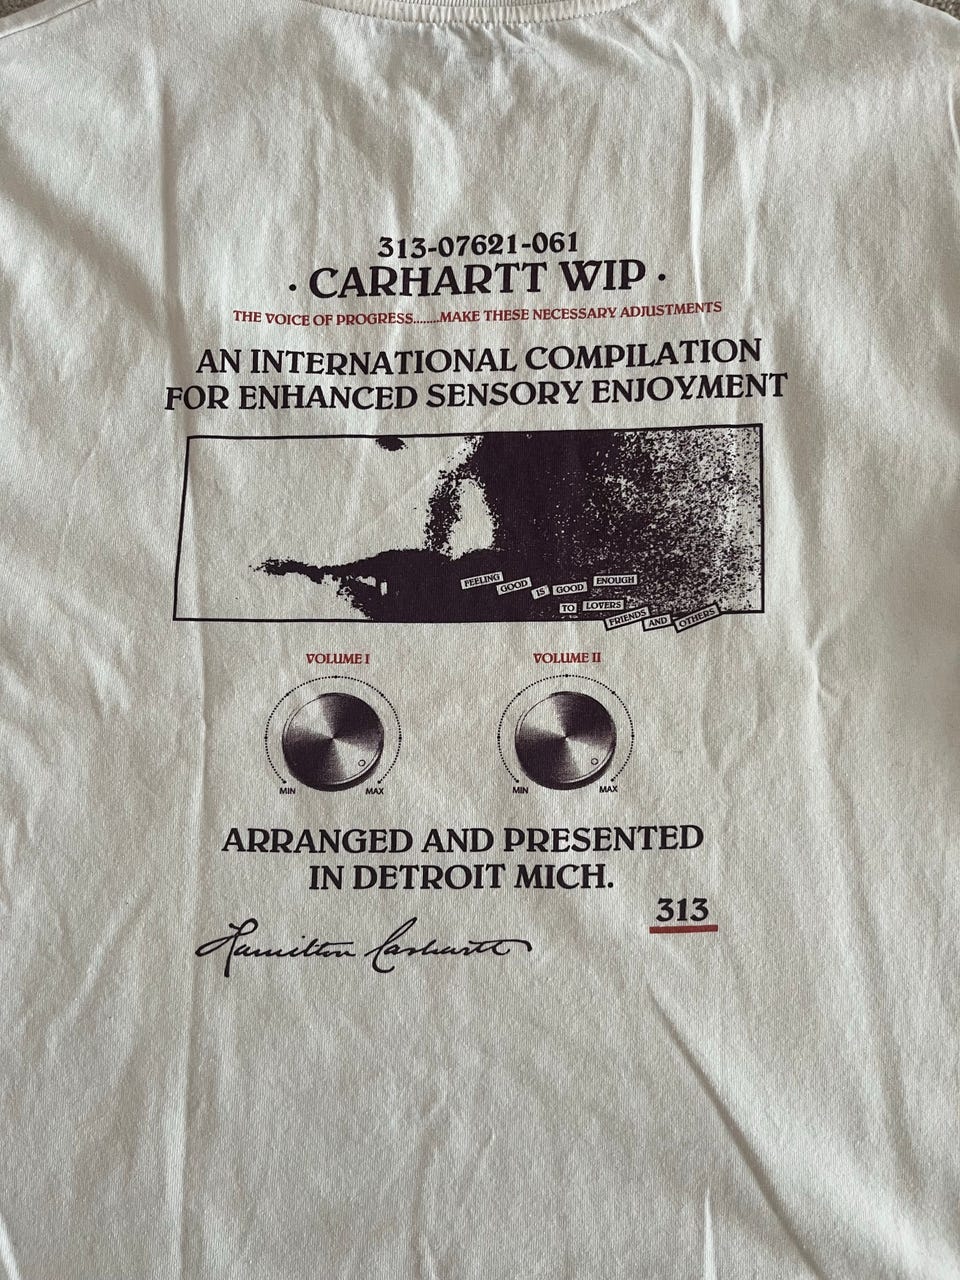 313-07621-061
· CARHARTT WIP ·
THE VOICE OF PROGRESS........MAKE THESE NECESSARY ADJUSTMENTS
AN INTERNATIONAL COMPILATION
FOR ENHANCED SENSORY ENJOYMENT
FEELING GOOD IS GOOD ENOUGH
TO LOVERS
FRIENDS AND OTHERS
VOLUME I VOLUME II
MIN MAX MIN MAX
ARRANGED AND PRESENTED
IN DETROIT MICH.
313
Hamilton Carhartt